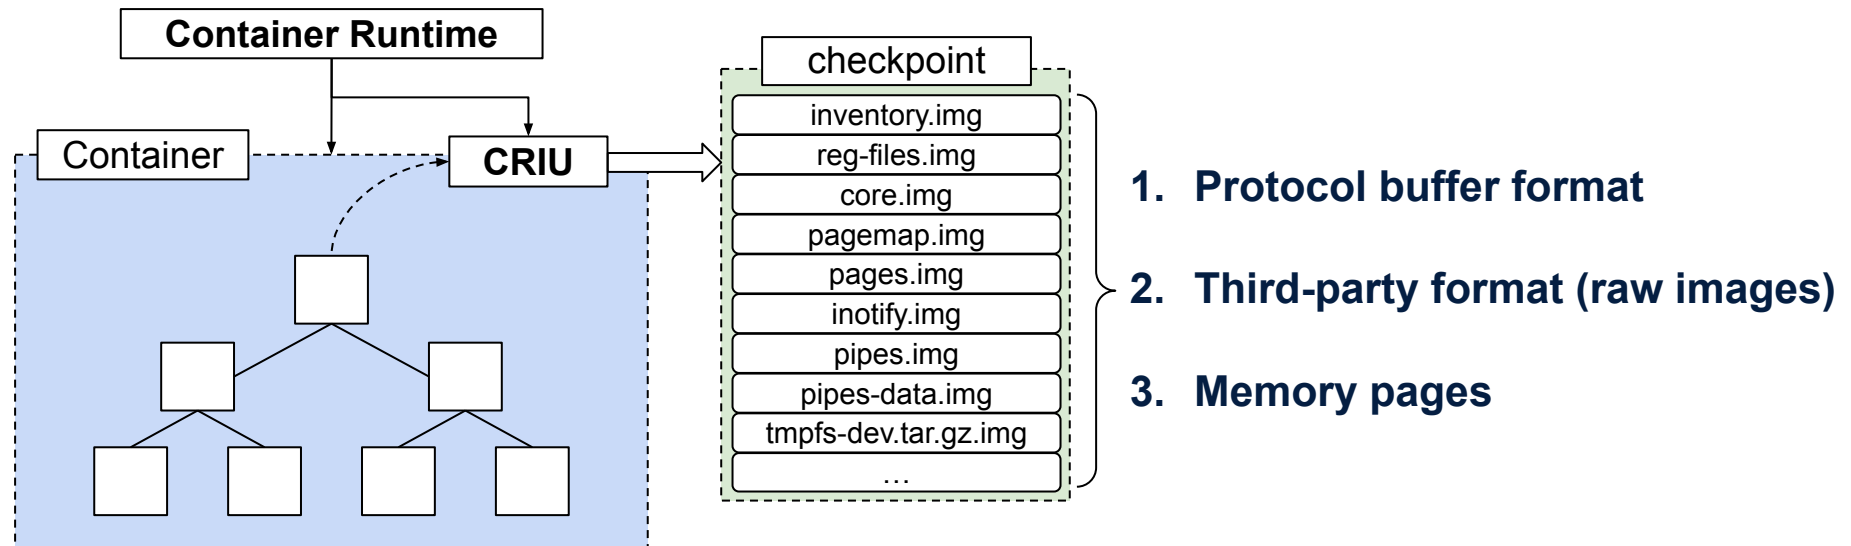 Container Runtime
Container
CRIU
checkpoint
inventory.img
reg-files.img
core.img
pagemap.img
pages.img
inotify.img
pipes.img
pipes-data.img
tmpfs-dev.tar.gz.img
…
1. Protocol buffer format
2. Third-party format (raw images)
3. Memory pages